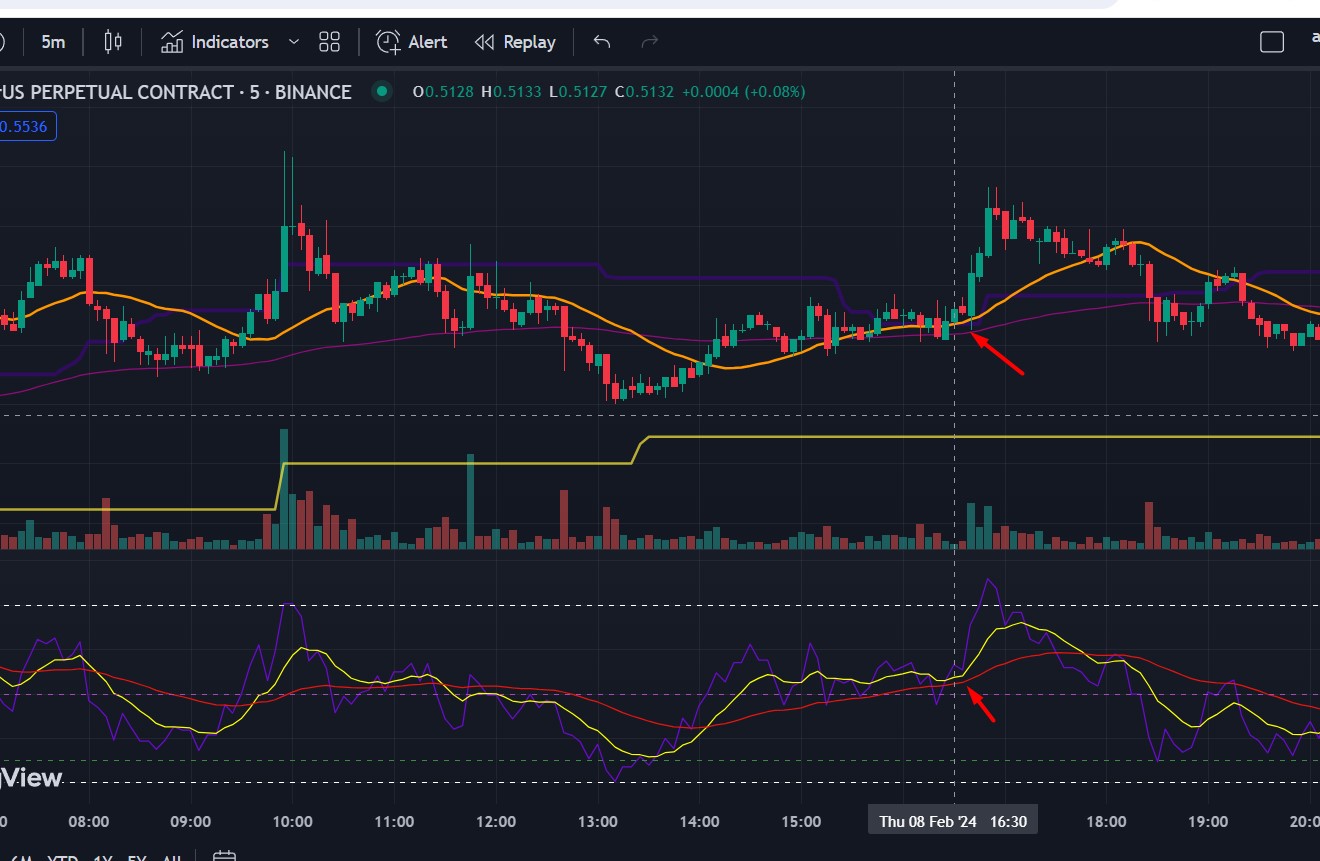 5m Indicators Alert Replay
US PERPETUAL CONTRACT · 5 · BINANCE O0.5128 H0.5133 L0.5127 C0.5132 +0.0004 (+0.08%)
0.5536
View
08:00 09:00 10:00 11:00 12:00 13:00 14:00 15:00 Thu 08 Feb '24 16:30 18:00 19:00 20:0
6M YTD 1Y 5Y All